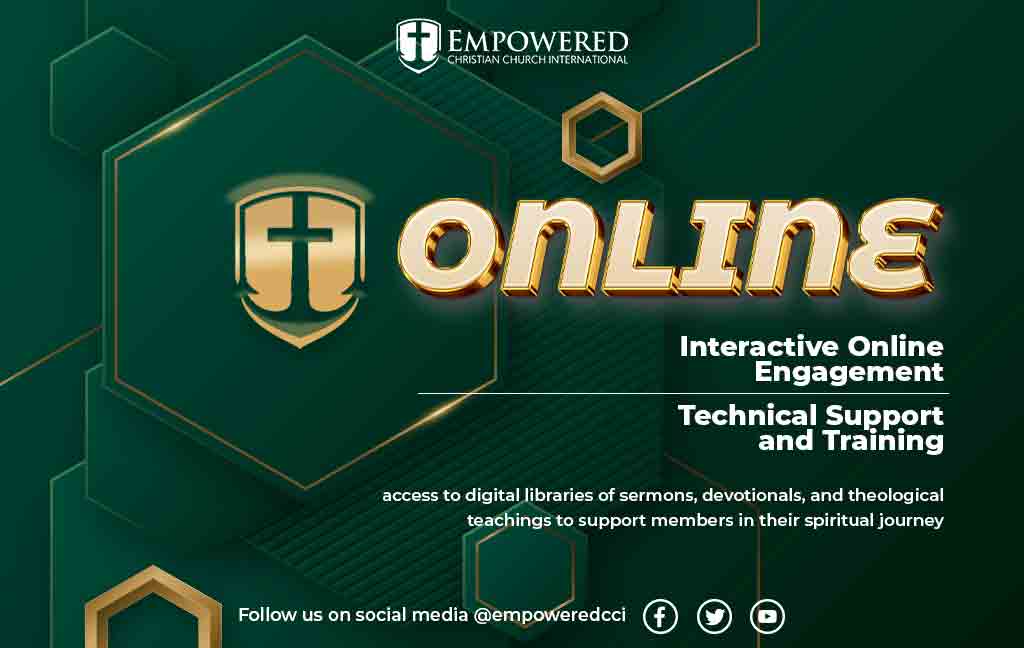 EMPOWERED
CHRISTIAN CHURCH INTERNATIONAL
ONLINE
Interactive Online
Engagement
Technical Support
and Training
access to digital libraries of sermons, devotionals, and theological
teachings to support members in their spiritual journey
Follow us on social media @empoweredcci